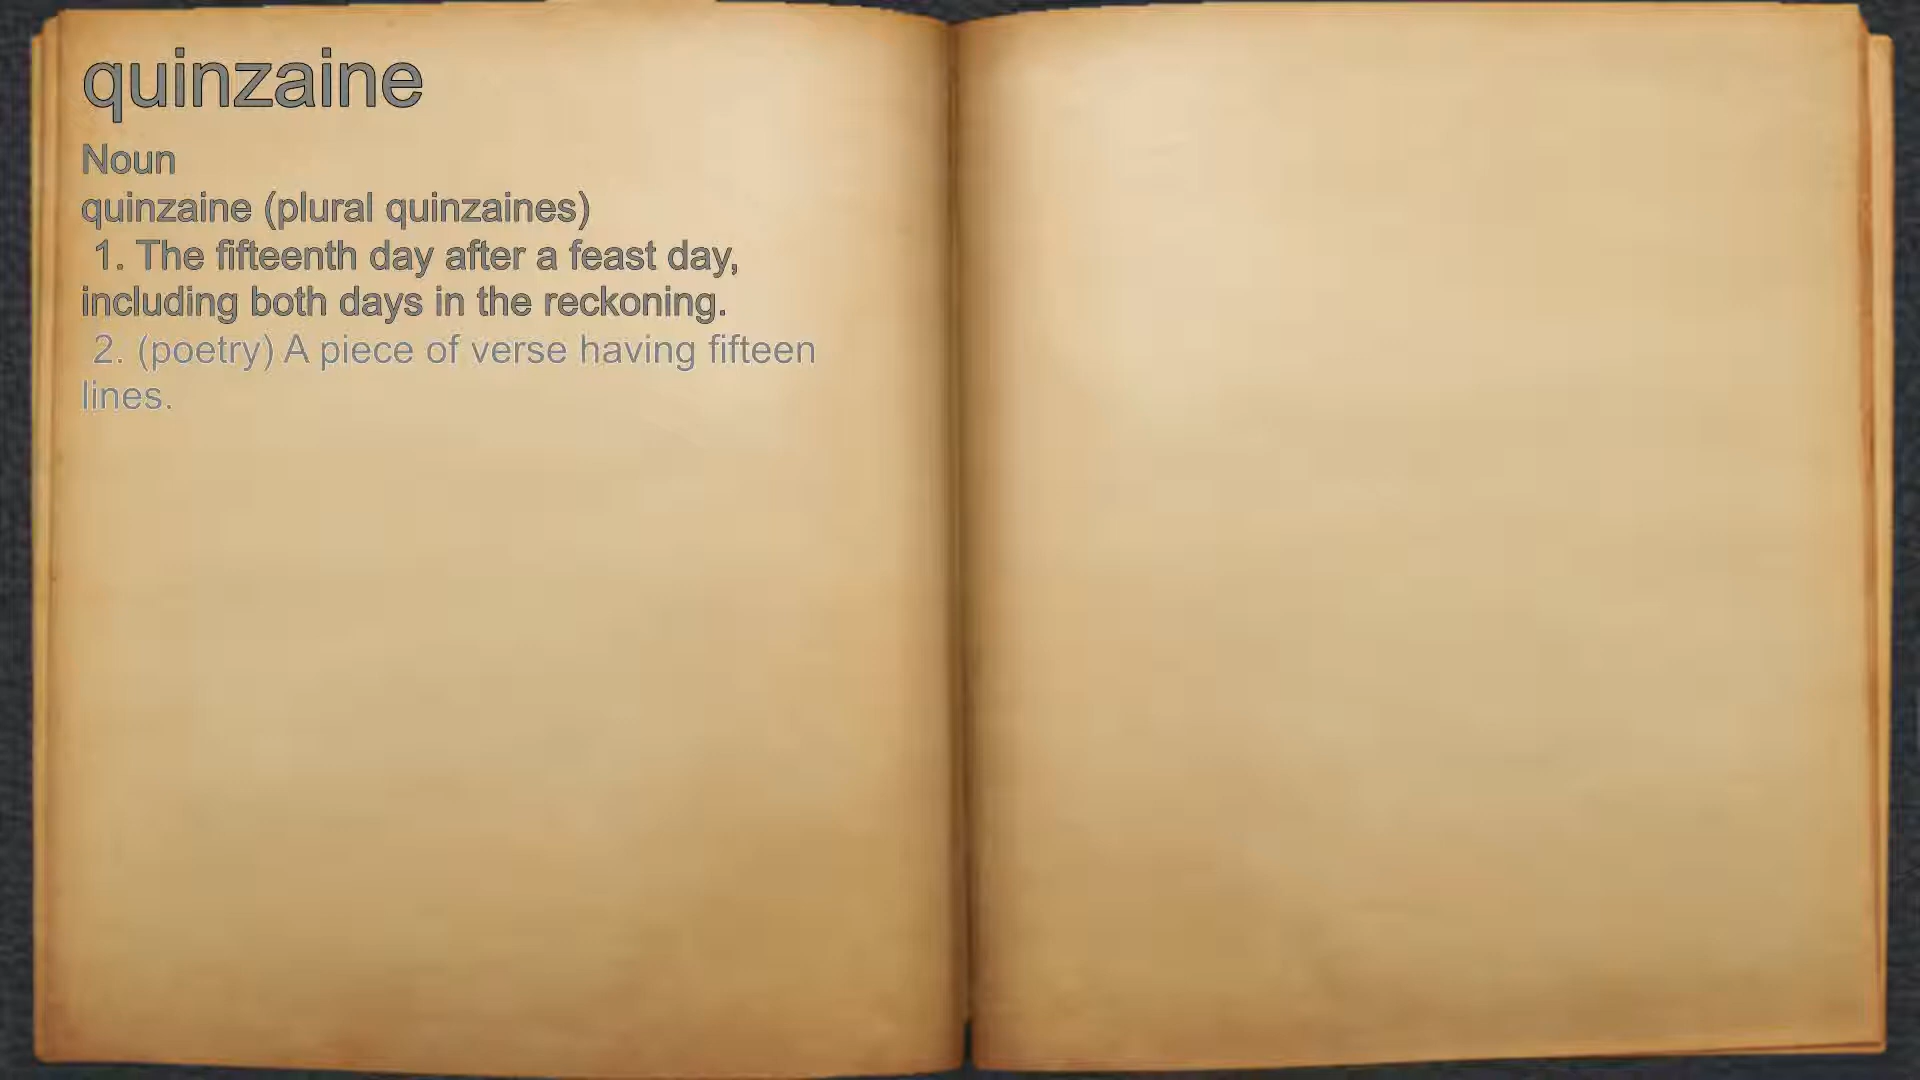 quinzaine
Noun
quinzaine (plural quinzaines)
1. The fifteenth day after a feast day,
including both days in the reckoning.
2. (poetry) A piece of verse having fifteen
lines.